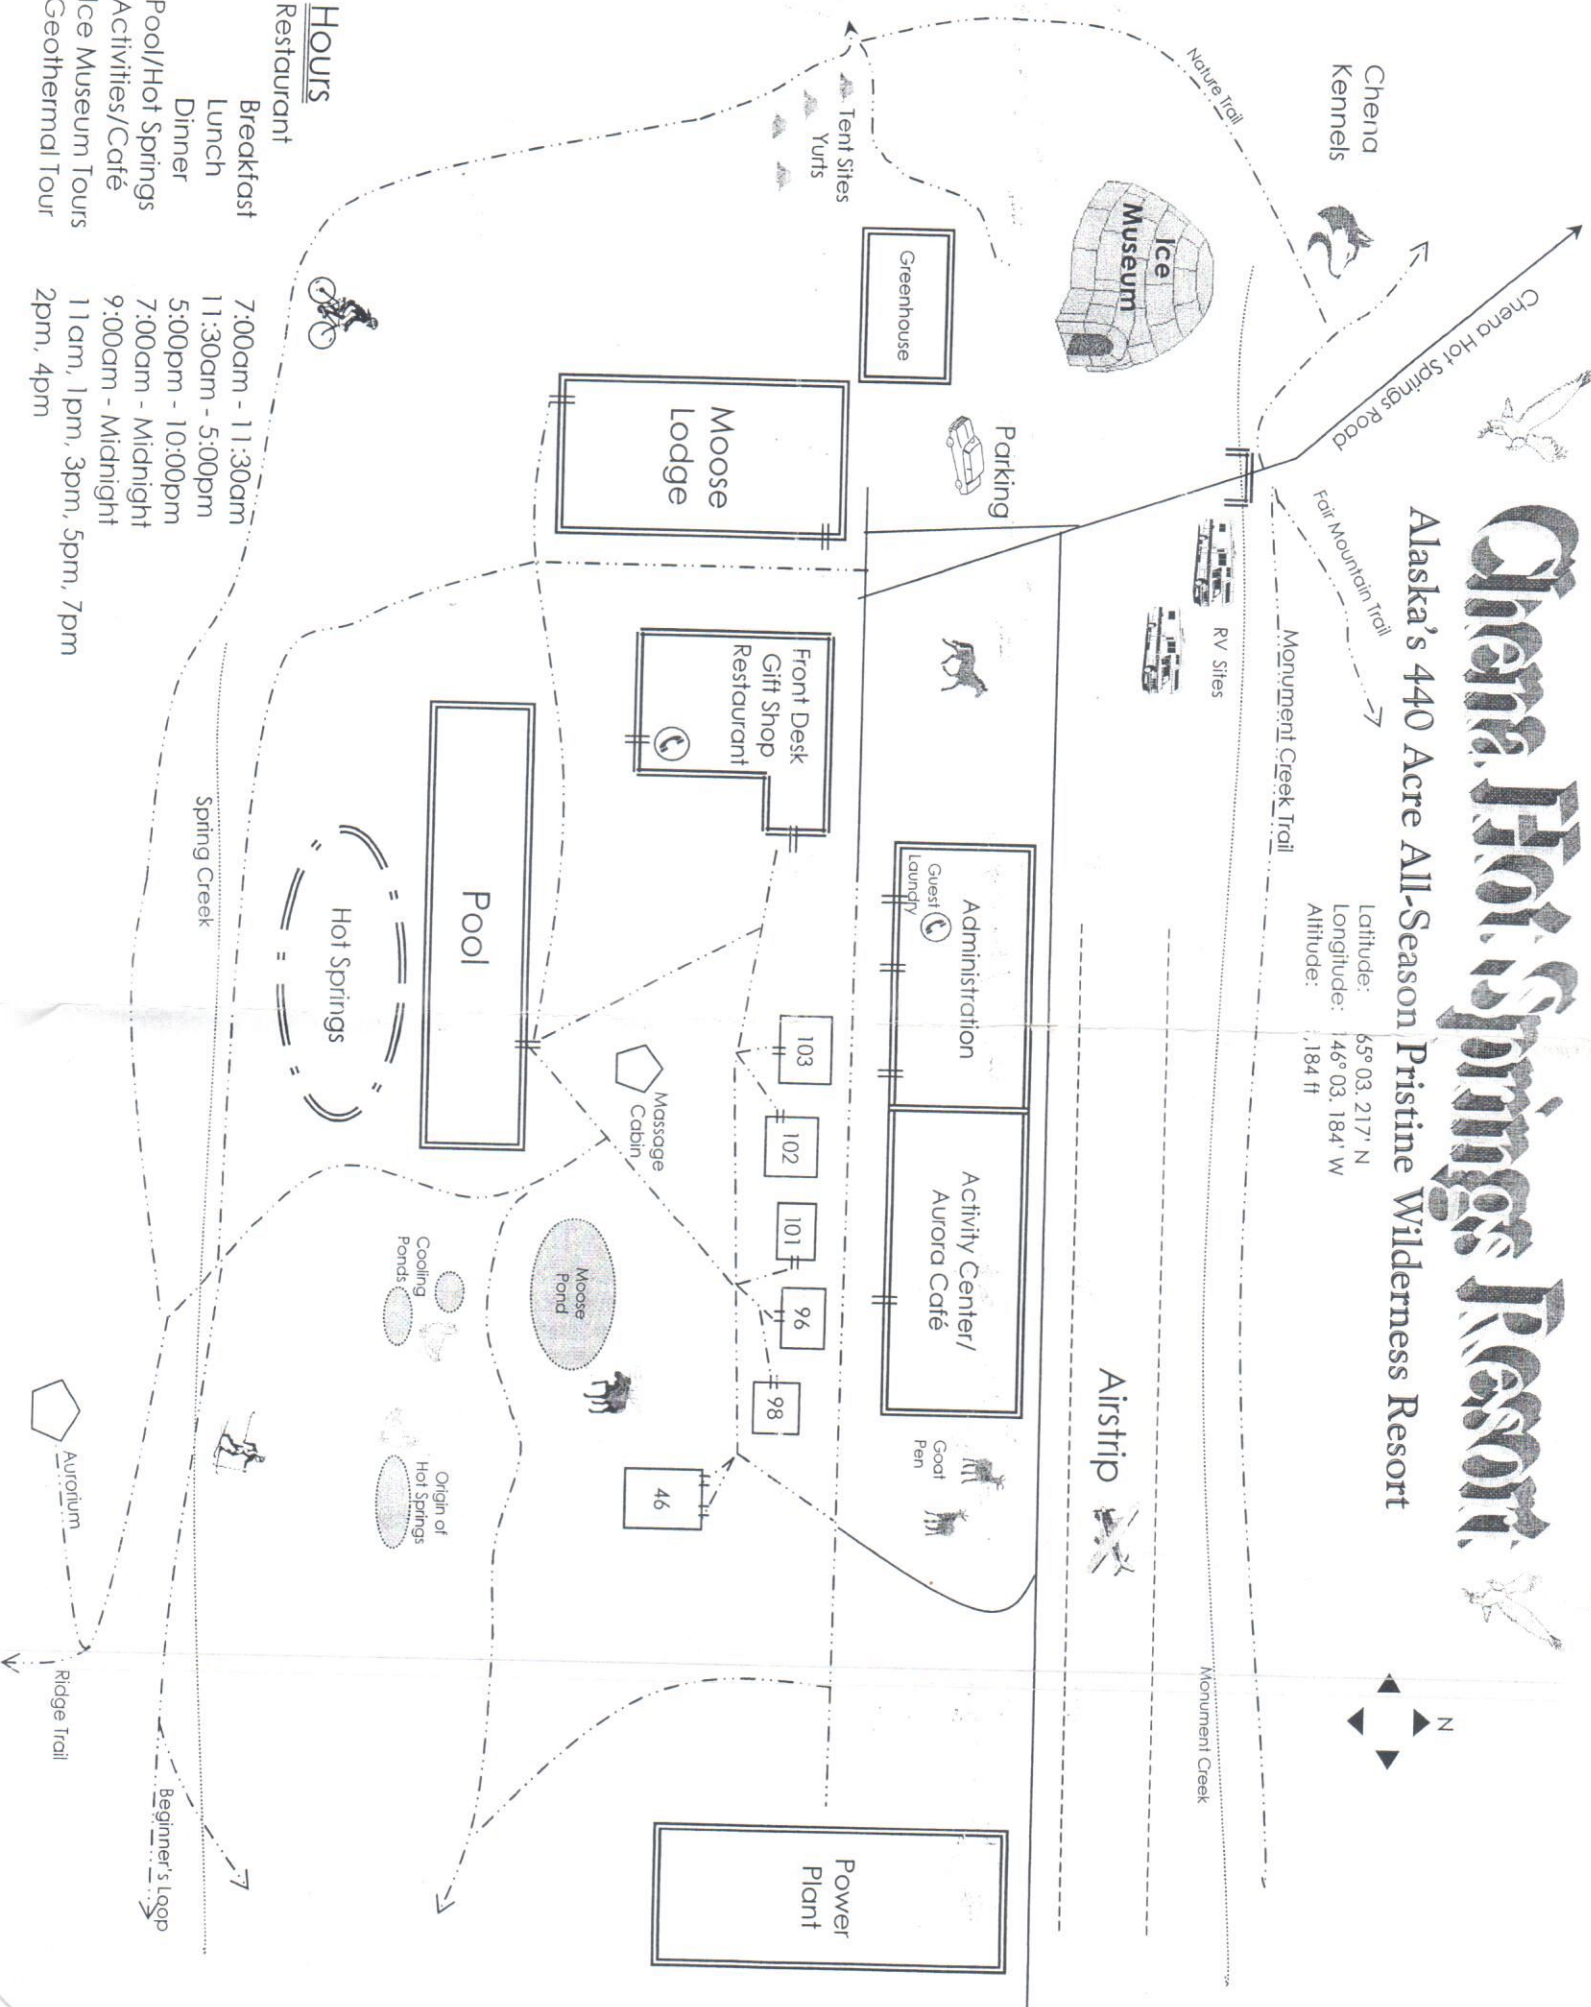 Chena Hot Springs Resort
Alaska's 440 Acre All-Season Pristine Wilderness Resort
Latitude: 65° 03. 217' N
Longitude: 146° 03. 184' W
Altitude: ,184 ft
N
Chena
Kennels
Chena Hot Springs Road
Nature Trail
Fair Mountain Trail
Monument Creek Trail
Monument Creek
RV Sites
Airstrip
Ice
Museum
Parking
Tent Sites
Yurts
Greenhouse
Moose
Lodge
Front Desk
Gift Shop
Restaurant
Administration
Guest
Laundry
Activity Center/
Aurora Café
Goat
Pen
103
102
101
96
98
46
Massage
Cabin
Moose
Pond
Power
Plant
Pool
Hot Springs
Cooling
Ponds
Origin of
Hot Springs
Spring Creek
Aurorium
Ridge Trail
Beginner's Loop
Hours
Restaurant
Breakfast 7:00am - 11:30am
Lunch 11:30am - 5:00pm
Dinner 5:00pm - 10:00pm
Pool/Hot Springs 7:00am - Midnight
Activities/Café 9:00am - Midnight
Ice Museum Tours 11am, 1pm, 3pm, 5pm, 7pm
Geothermal Tour 2pm, 4pm